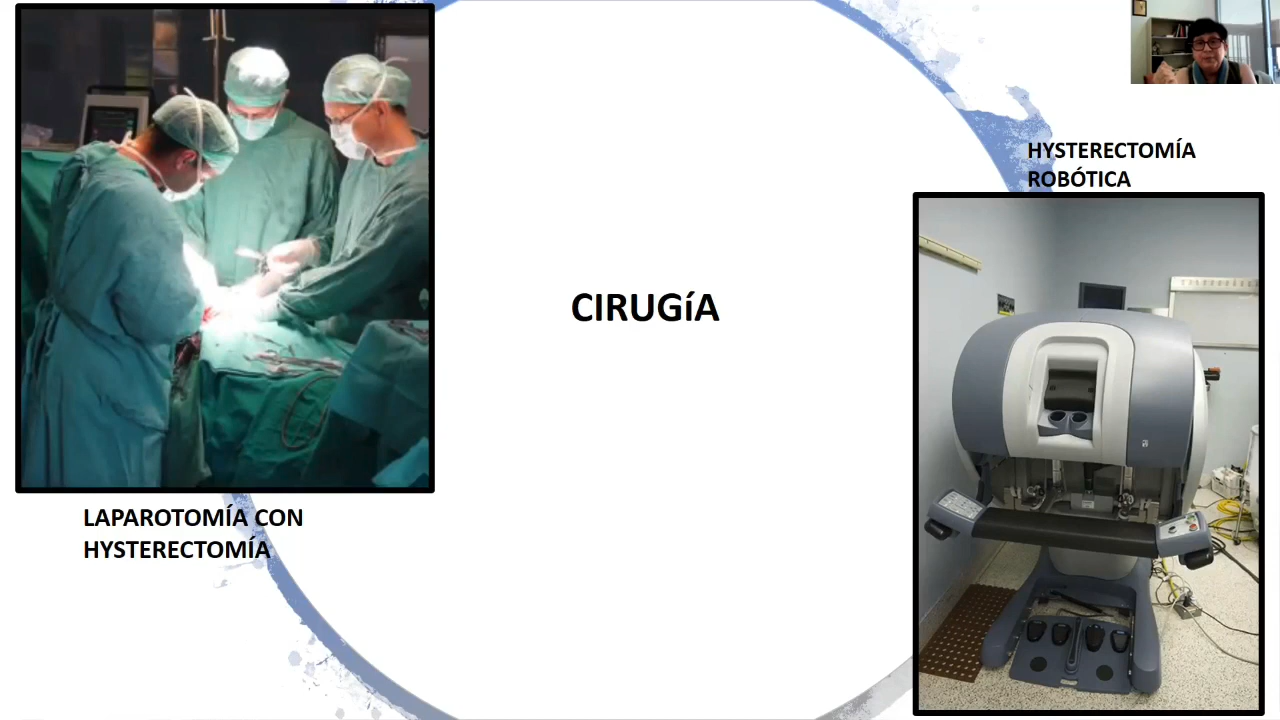 HYSTERECTOMÍA
ROBÓTICA
CIRUGíA
LAPAROTOMÍA CON
HYSTERECTOMÍA